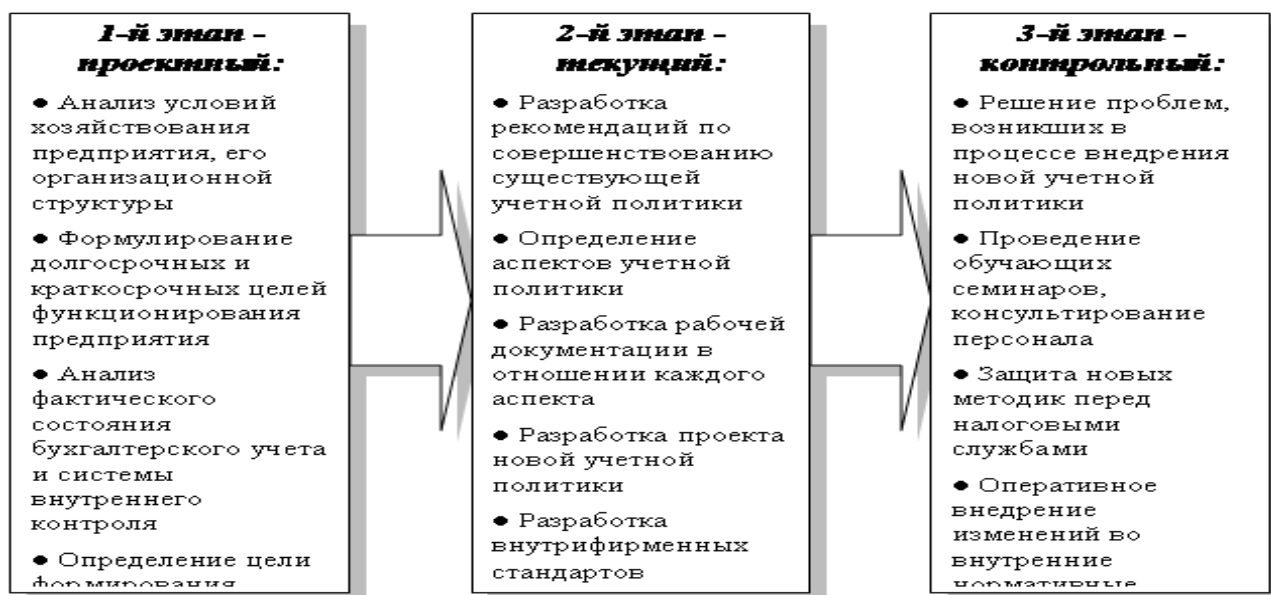 1-й этап -
проектный:
● Анализ условий
хозяйствования
предприятия, его
организационной
структуры
● Формулирование
долгосрочных и
краткосрочных целей
функционирования
предприятия
● Анализ
фактического
состояния
бухгалтерского учета
и системы
внутреннего
контроля
● Определение цели
формирования
2-й этап -
текущий:
● Разработка
рекомендаций по
совершенствованию
существующей
учетной политики
● Определение
аспектов учетной
политики
● Разработка рабочей
документации в
отношении каждого
аспекта
● Разработка проекта
новой учетной
политики
● Разработка
внутрифирменных
стандартов
3-й этап -
контрольный:
● Решение проблем,
возникших в
процессе внедрения
новой учетной
политики
● Проведение
обучающих
семинаров,
консультирование
персонала
● Защита новых
методик перед
налоговыми
службами
● Оперативное
внедрение
изменений во
внутренние
нормативные